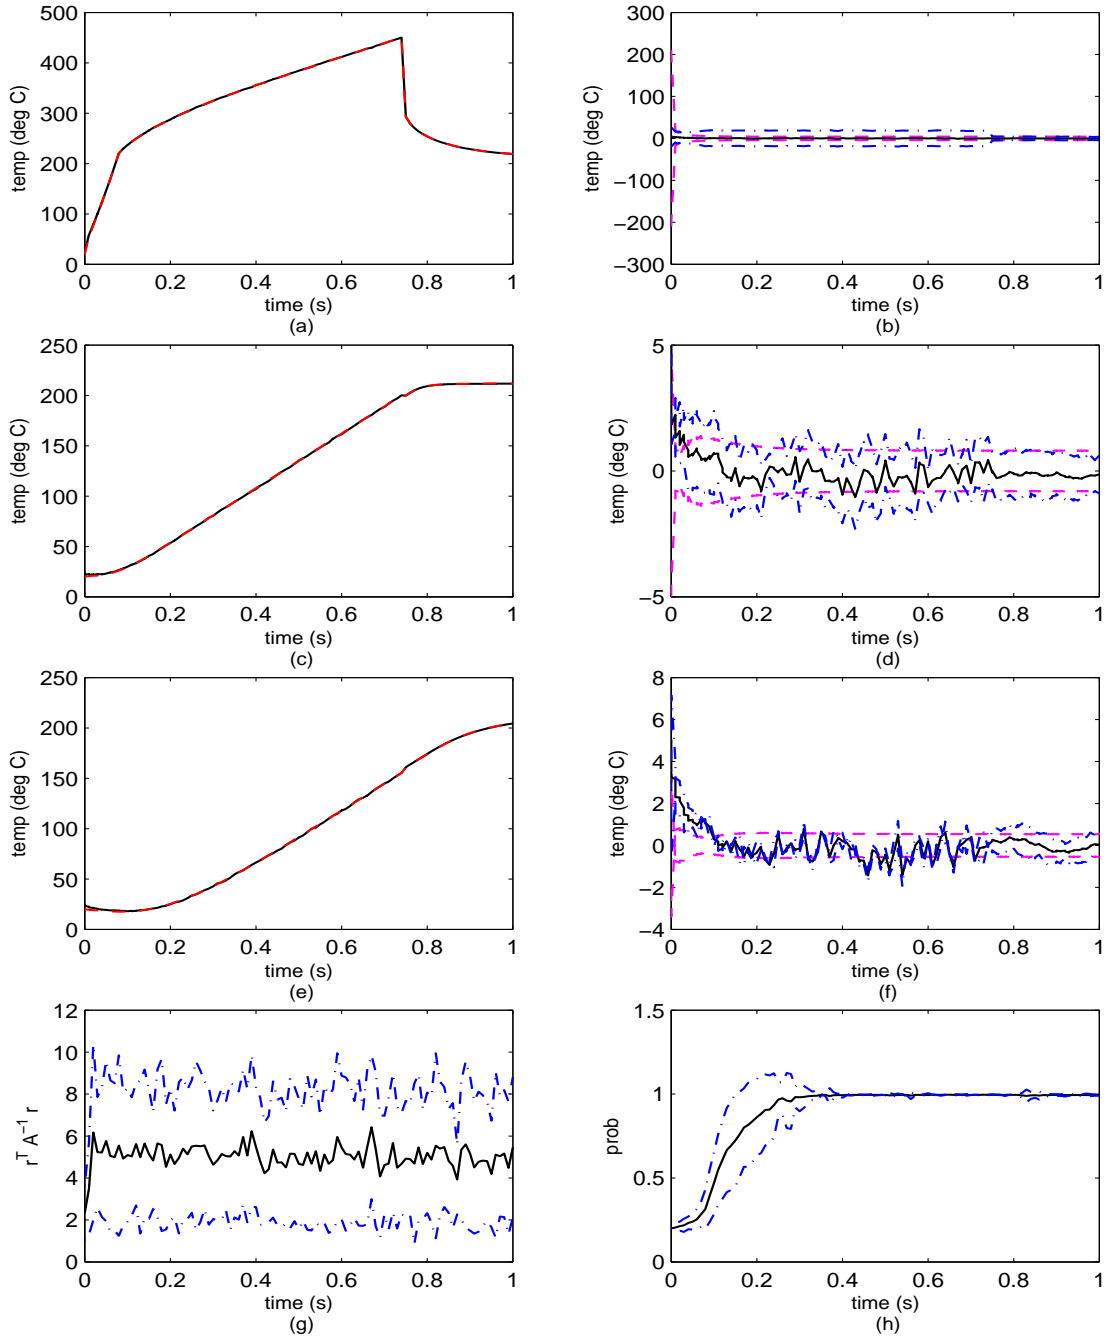 500
400
300
200
100
0
temp (deg C)
0 0.2 0.4 0.6 0.8 1
time (s)
(a)
300
200
100
0
−100
−200
−300
temp (deg C)
0 0.2 0.4 0.6 0.8 1
time (s)
(b)
250
200
150
100
50
0
temp (deg C)
0 0.2 0.4 0.6 0.8 1
time (s)
(c)
5
0
−5
temp (deg C)
0 0.2 0.4 0.6 0.8 1
time (s)
(d)
250
200
150
100
50
0
temp (deg C)
0 0.2 0.4 0.6 0.8 1
time (s)
(e)
8
6
4
2
0
−2
−4
temp (deg C)
0 0.2 0.4 0.6 0.8 1
time (s)
(f)
12
10
8
6
4
2
0
r^T A^−1 r
0 0.2 0.4 0.6 0.8 1
time (s)
(g)
1.5
1
0.5
0
prob
0 0.2 0.4 0.6 0.8 1
time (s)
(h)